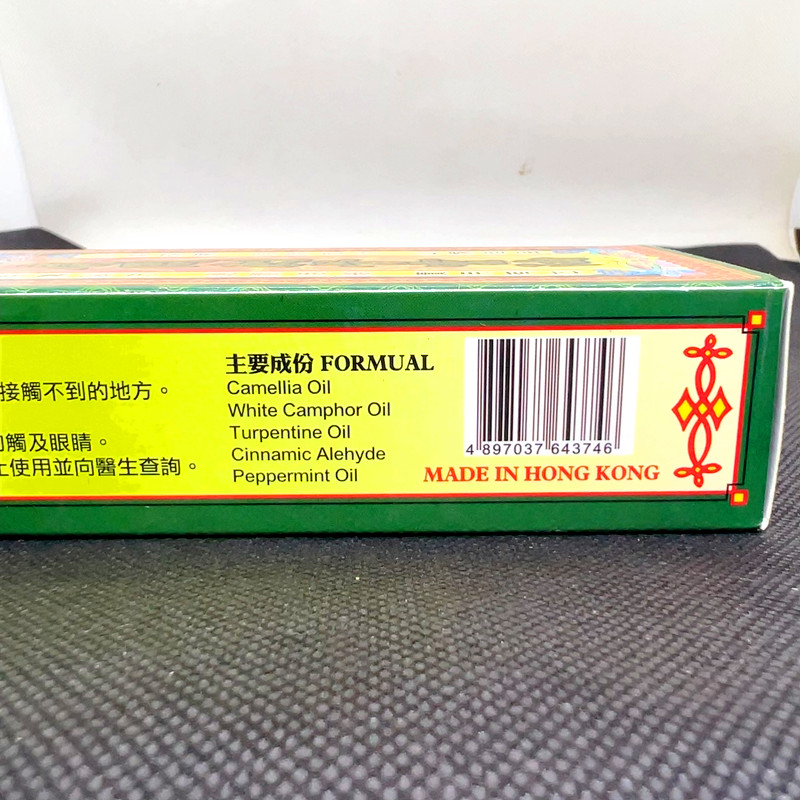 接觸不到的地方。
觸及眼睛。
使用並向醫生查詢。
主要成份 FORMUAL
Camellia Oil
White Camphor Oil
Turpentine Oil
Cinnamic Alehyde
Peppermint Oil
4 897037 643746
MADE IN HONG KONG